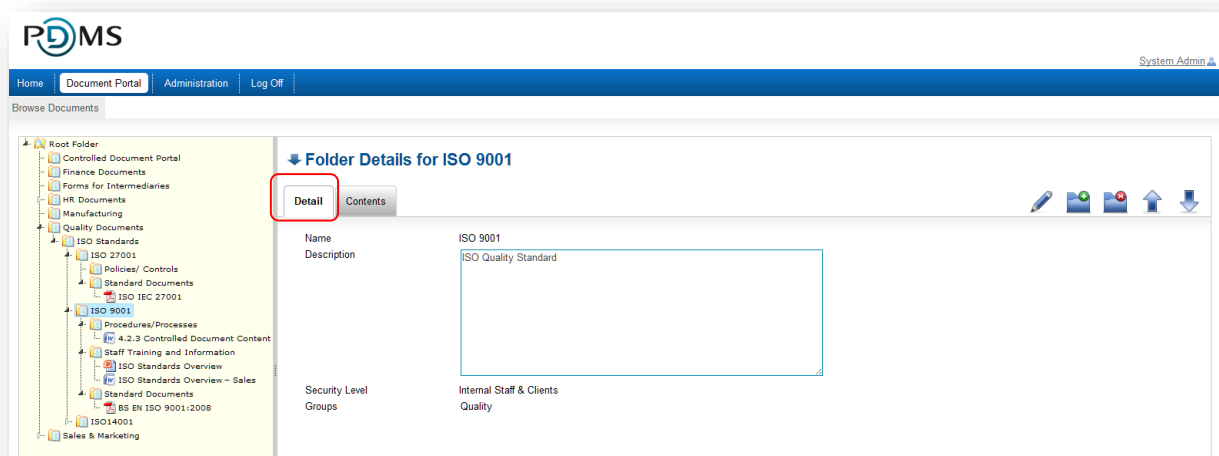 PDMS
System Admin
Home Document Portal Administration Log Off
Browse Documents
Root Folder
Controlled Document Portal
Finance Documents
Forms for Intermediaries
HR Documents
Manufacturing
Quality Documents
ISO Standards
ISO 27001
Policies/ Controls
Standard Documents
ISO IEC 27001
ISO 9001
Procedures/Processes
4.2.3 Controlled Document Content
Staff Training and Information
ISO Standards Overview
ISO Standards Overview – Sales
Standard Documents
BS EN ISO 9001:2008
ISO14001
Sales & Marketing
Folder Details for ISO 9001
Detail Contents
Name ISO 9001
Description ISO Quality Standard
Security Level Internal Staff & Clients
Groups Quality